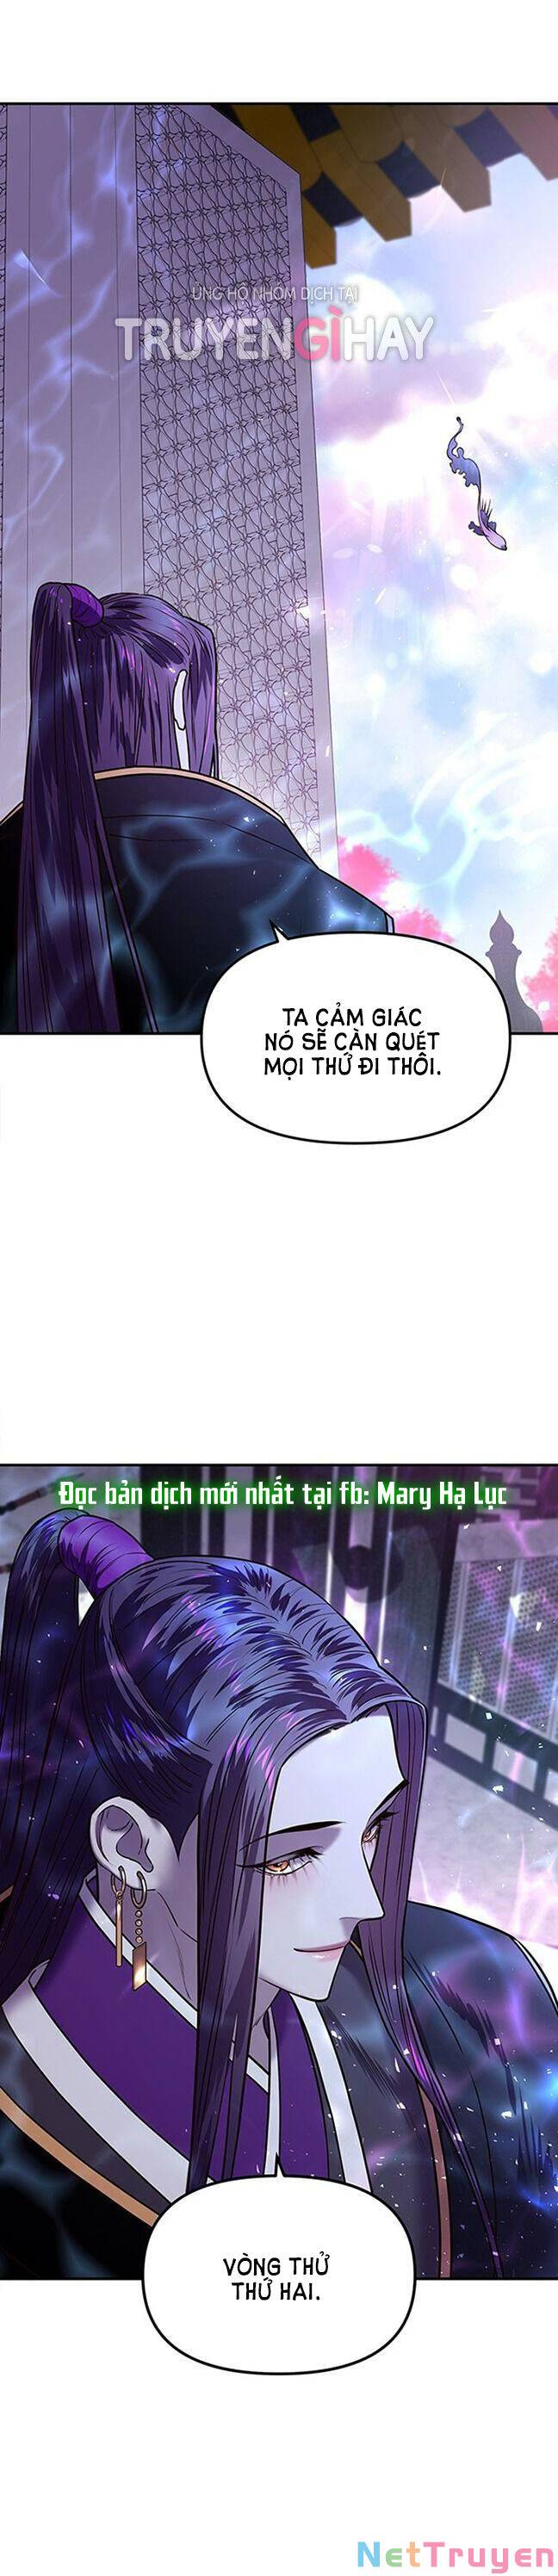 ỦNG HỘ NHÓM DỊCH TẠI
TRUYENGÌHAY
TA CẢM GIÁC
NÓ SẼ CÀN QUÉT
MỌI THỨ ĐI THÔI.
Đọc bản dịch mới nhất tại fb: Mary Hạ Lục
VÒNG THỬ
THỨ HAI.
NetTruyen